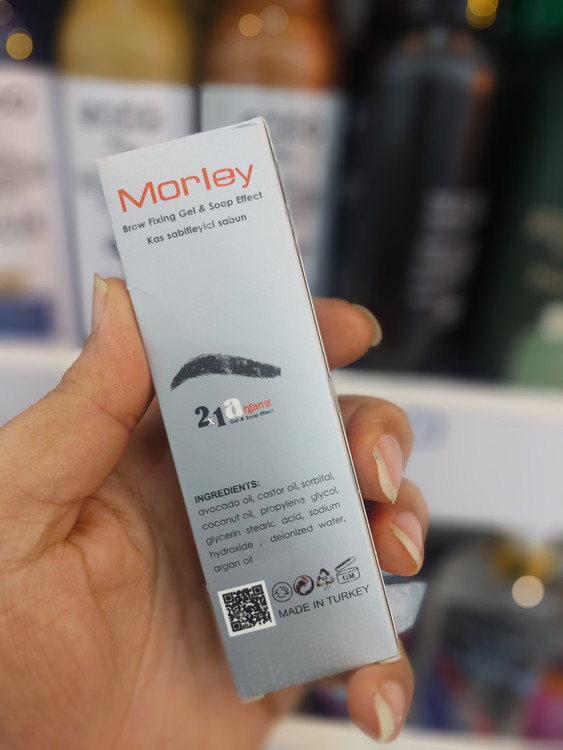 Morley
Brow Fixing Gel & Soap Effect
Kas sabitleyici sabun
2x1 argan
Gel & Soap Effect
INGREDIENTS:
avocado oil, castor oil, sorbital,
coconut oil, propylene glycol,
glycerin stearic acid, sodium
hydroxide , deionized water,
argan oil
12M
MADE IN TURKEY